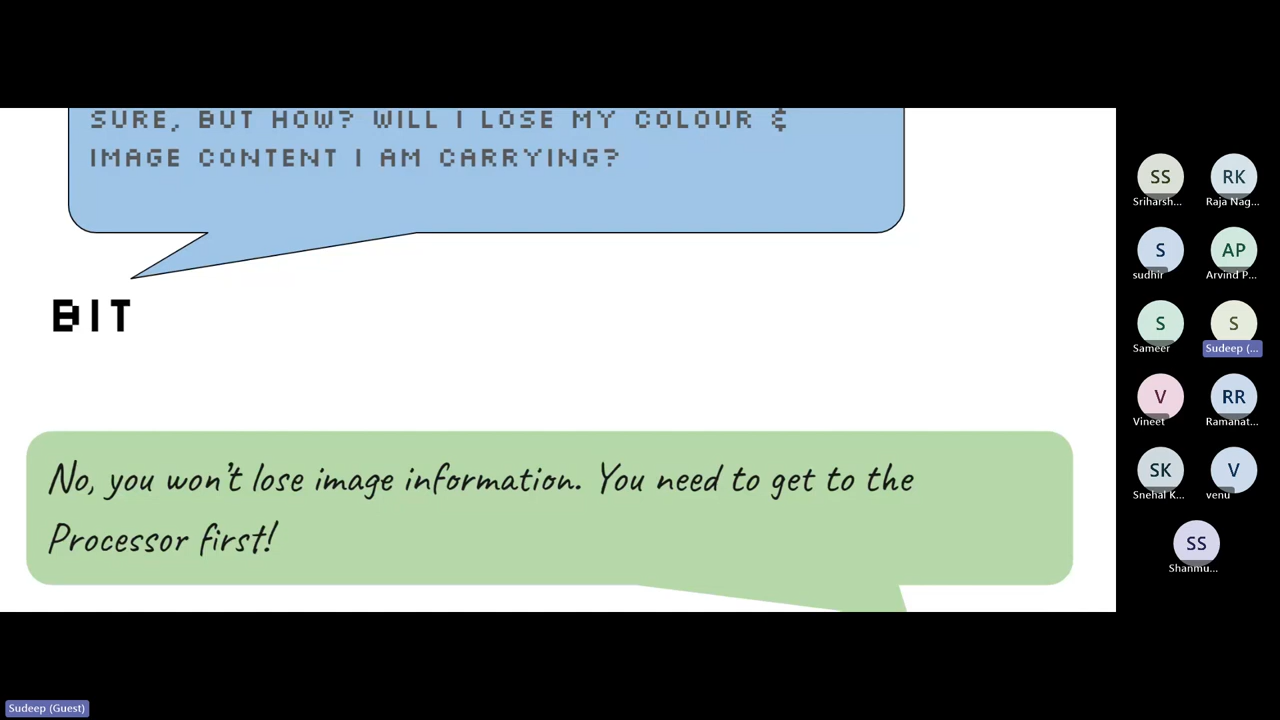 SURE, BUT HOW? WILL I LOSE MY COLOUR &
IMAGE CONTENT I AM CARRYING?
BIT
No, you won't lose image information. You need to get to the
Processor first!
SS
Sriharsh...
RK
Raja Nag...
S
sudhir
AP
Arvind P...
S
Sameer
S
Sudeep (...
V
Vineet
RR
Ramanat...
SK
Snehal K...
V
venu
SS
Shanmu...
Sudeep (Guest)